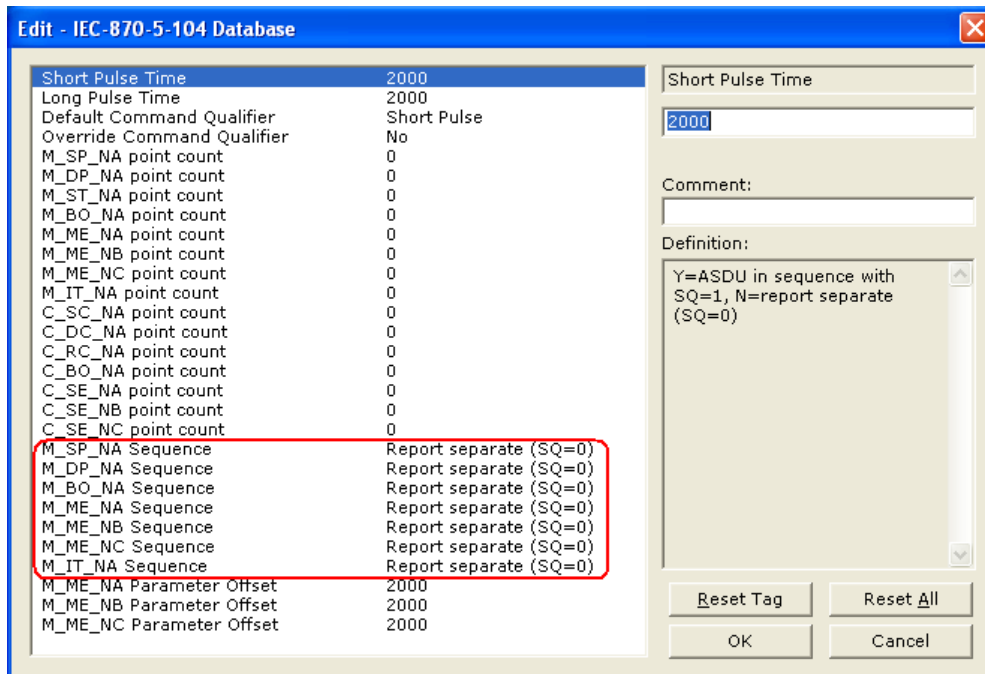 Edit - IEC-870-5-104 Database
Short Pulse Time 2000
Long Pulse Time 2000
Default Command Qualifier Short Pulse
Override Command Qualifier No
M_SP_NA point count 0
M_DP_NA point count 0
M_ST_NA point count 0
M_BO_NA point count 0
M_ME_NA point count 0
M_ME_NB point count 0
M_ME_NC point count 0
M_IT_NA point count 0
C_SC_NA point count 0
C_DC_NA point count 0
C_RC_NA point count 0
C_BO_NA point count 0
C_SE_NA point count 0
C_SE_NB point count 0
C_SE_NC point count 0
M_SP_NA Sequence Report separate (SQ=0)
M_DP_NA Sequence Report separate (SQ=0)
M_BO_NA Sequence Report separate (SQ=0)
M_ME_NA Sequence Report separate (SQ=0)
M_ME_NB Sequence Report separate (SQ=0)
M_ME_NC Sequence Report separate (SQ=0)
M_IT_NA Sequence Report separate (SQ=0)
M_ME_NA Parameter Offset 2000
M_ME_NB Parameter Offset 2000
M_ME_NC Parameter Offset 2000
Short Pulse Time
2000
Comment:
Definition:
Y=ASDU in sequence with
SQ=1, N=report separate
(SQ=0)
Reset Tag Reset All
OK Cancel